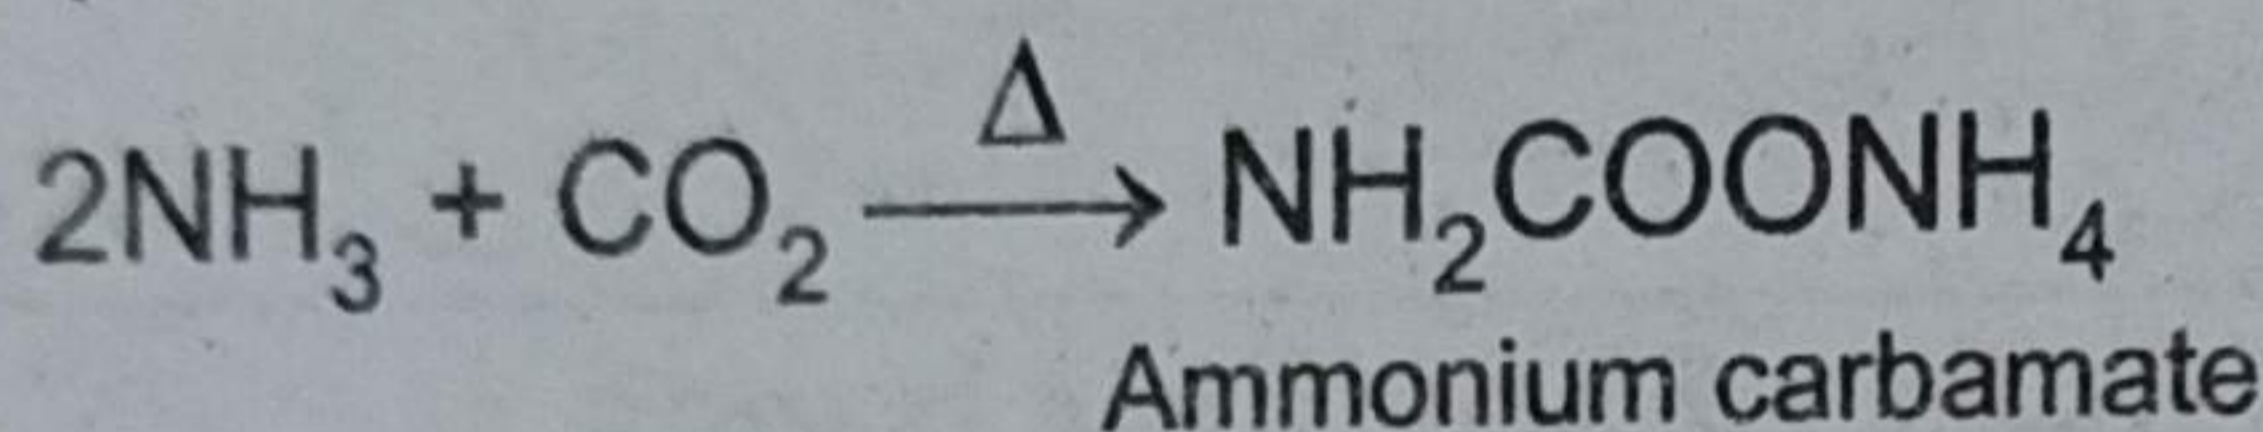 2NH₃ + CO₂ —Δ→ NH₂COONH₄
Ammonium carbamate